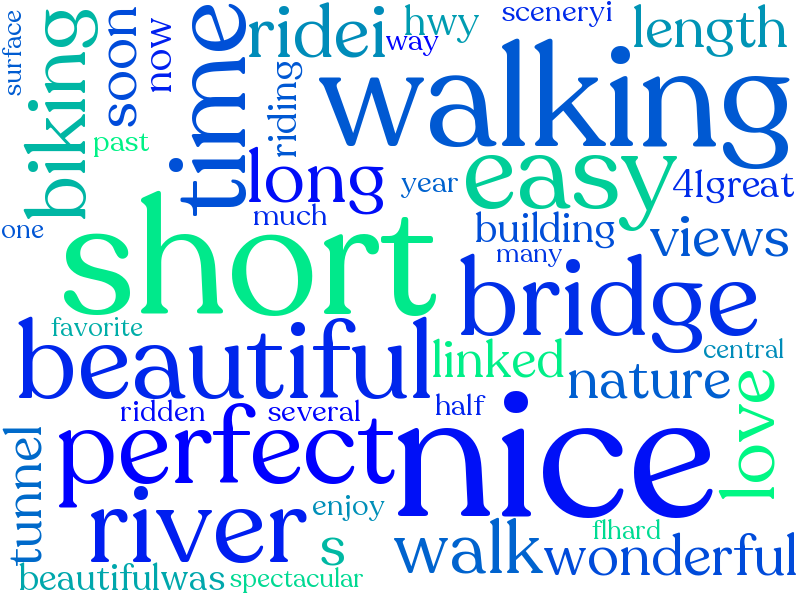 surface
biking
soon
now
time
ridei
way
hwy
sceneryi
length
walking
past
riding
long
year
easy
41great
one
much
short
building
many
views
bridge
favorite
beautiful
linked
central
nature
love
ridden
several
half
perfect
nice
tunnel
river
enjoy
s
walk
flhard
wonderful
beautifulwas
spectacular